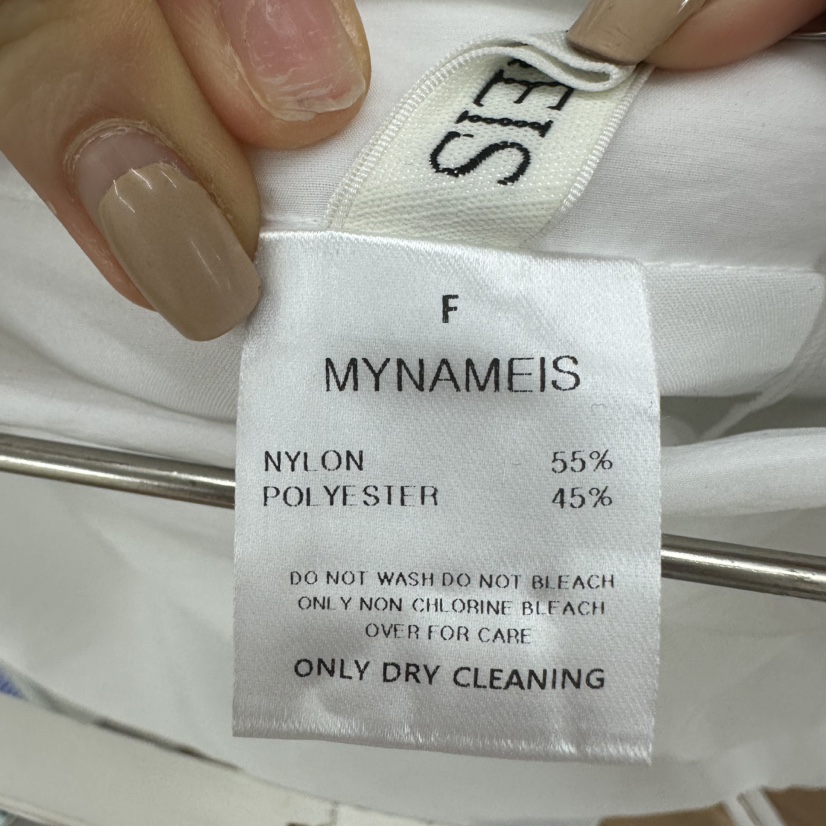 EIS
F
MYNAMEIS
NYLON 55%
POLYESTER 45%
DO NOT WASH DO NOT BLEACH
ONLY NON CHLORINE BLEACH
OVER FOR CARE
ONLY DRY CLEANING